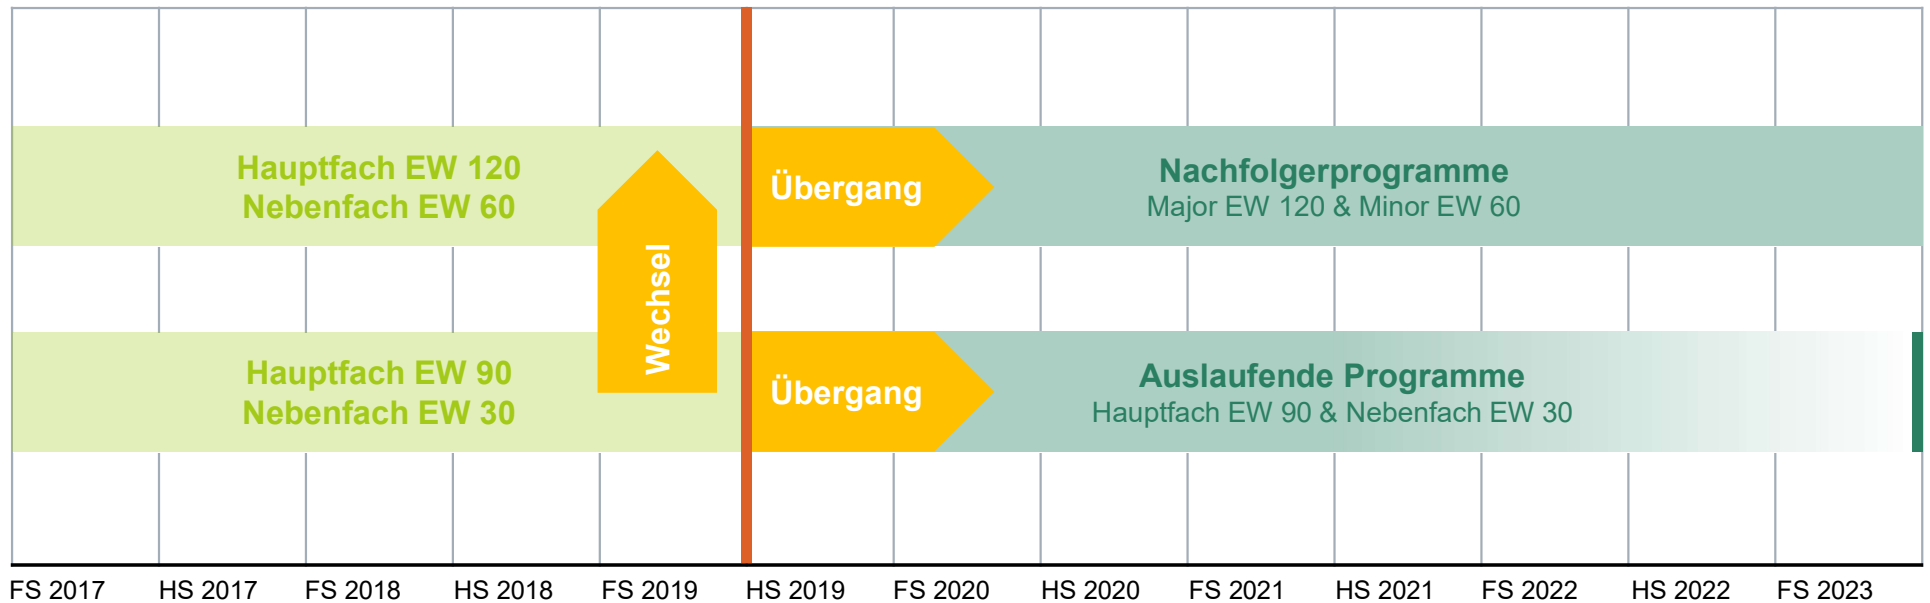 Hauptfach EW 120
Nebenfach EW 60
Übergang
Nachfolgerprogramme
Major EW 120 & Minor EW 60
Wechsel
Hauptfach EW 90
Nebenfach EW 30
Übergang
Auslaufende Programme
Hauptfach EW 90 & Nebenfach EW 30
FS 2017 HS 2017 FS 2018 HS 2018 FS 2019 HS 2019 FS 2020 HS 2020 FS 2021 HS 2021 FS 2022 HS 2022 FS 2023